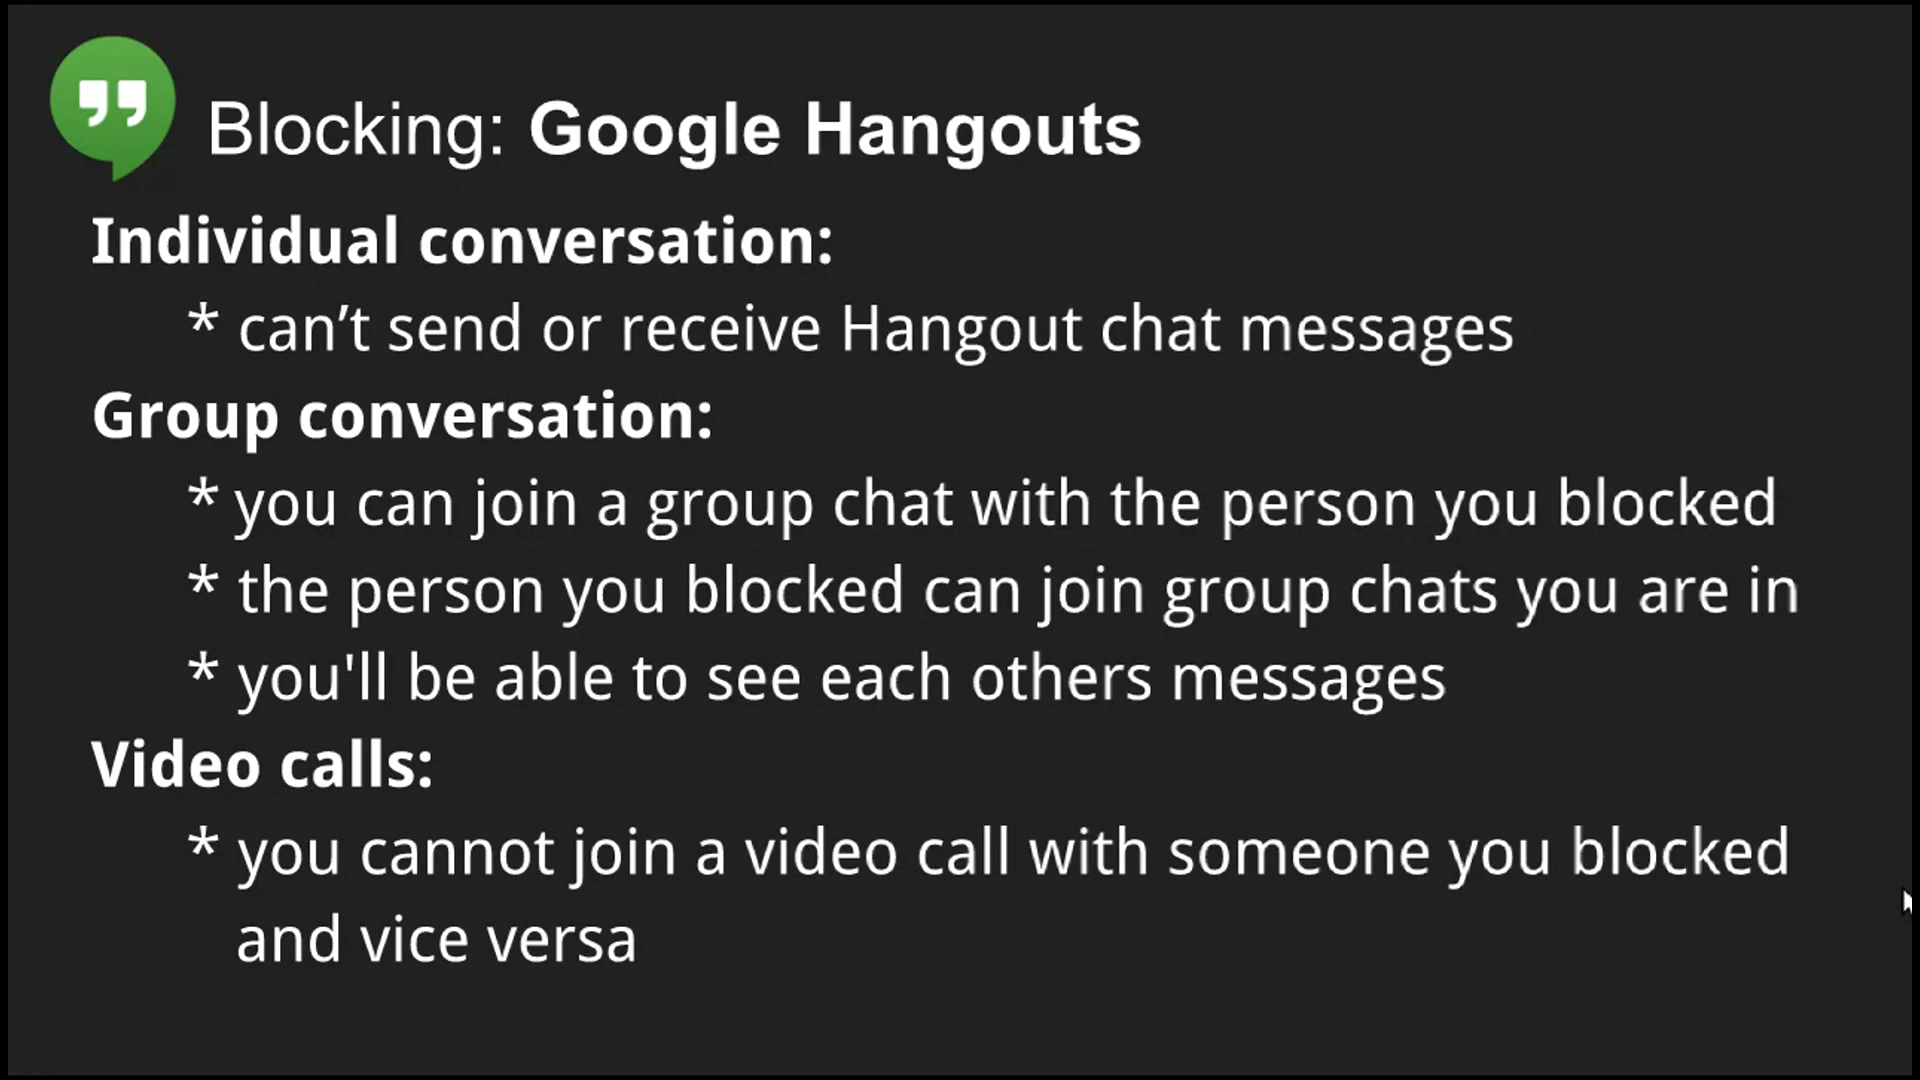 Blocking: Google Hangouts
Individual conversation:
* can’t send or receive Hangout chat messages
Group conversation:
* you can join a group chat with the person you blocked
* the person you blocked can join group chats you are in
* you'll be able to see each others messages
Video calls:
* you cannot join a video call with someone you blocked
and vice versa